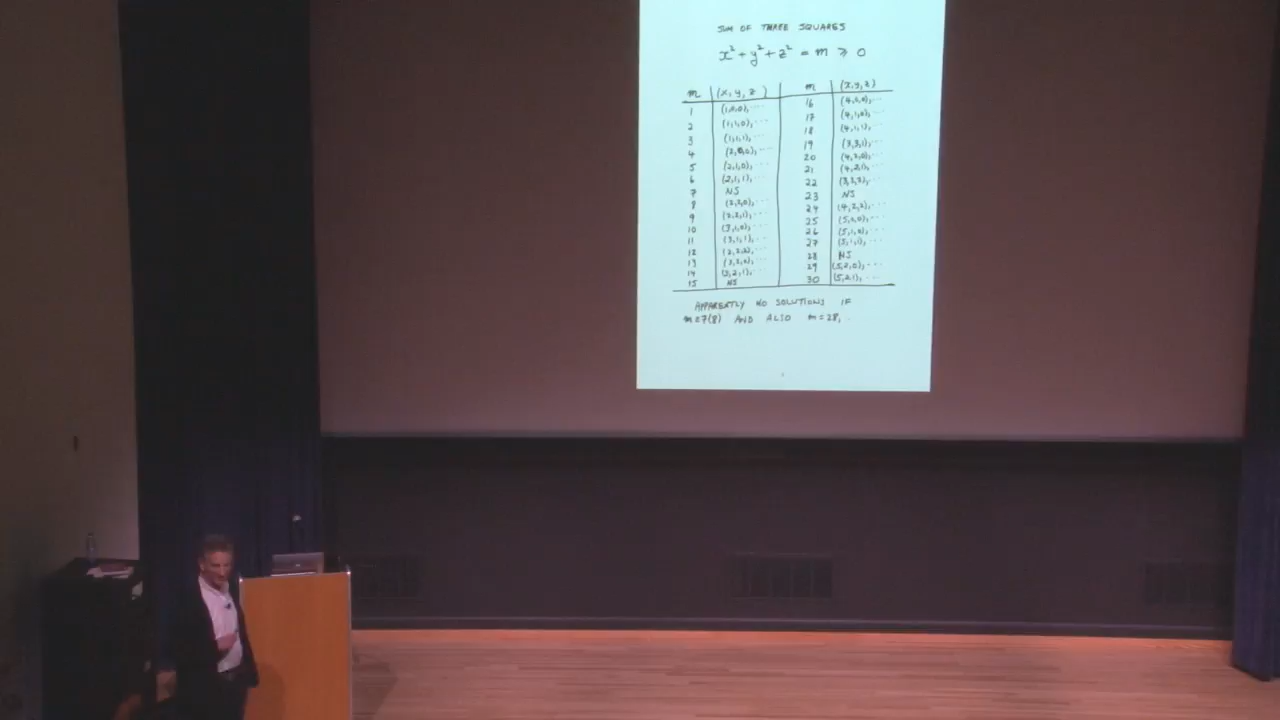 SUM OF THREE SQUARES
x² + y² + z² = m ⩾ 0
m (x, y, z) m (x, y, z)
1 (1,0,0),··· 16 (4,0,0),···
2 (1,1,0),··· 17 (4,1,0),···
3 (1,1,1),··· 18 (4,1,1),···
4 (2,0,0),··· 19 (3,3,1),···
5 (2,1,0),··· 20 (4,2,0),···
6 (2,1,1),··· 21 (4,2,1),···
7 NS 22 (3,3,2),···
8 (2,2,0),··· 23 NS
9 (2,2,1),··· 24 (4,2,2),···
10 (3,1,0),··· 25 (5,0,0),···
11 (3,1,1),··· 26 (5,1,0),···
12 (2,2,2),··· 27 (5,1,1),···
13 (3,2,0),··· 28 NS
14 (3,2,1),··· 29 (5,2,0),···
15 NS 30 (5,2,1),···
APPARENTLY NO SOLUTIONS IF
m≡7(8) AND ALSO m=28, ··